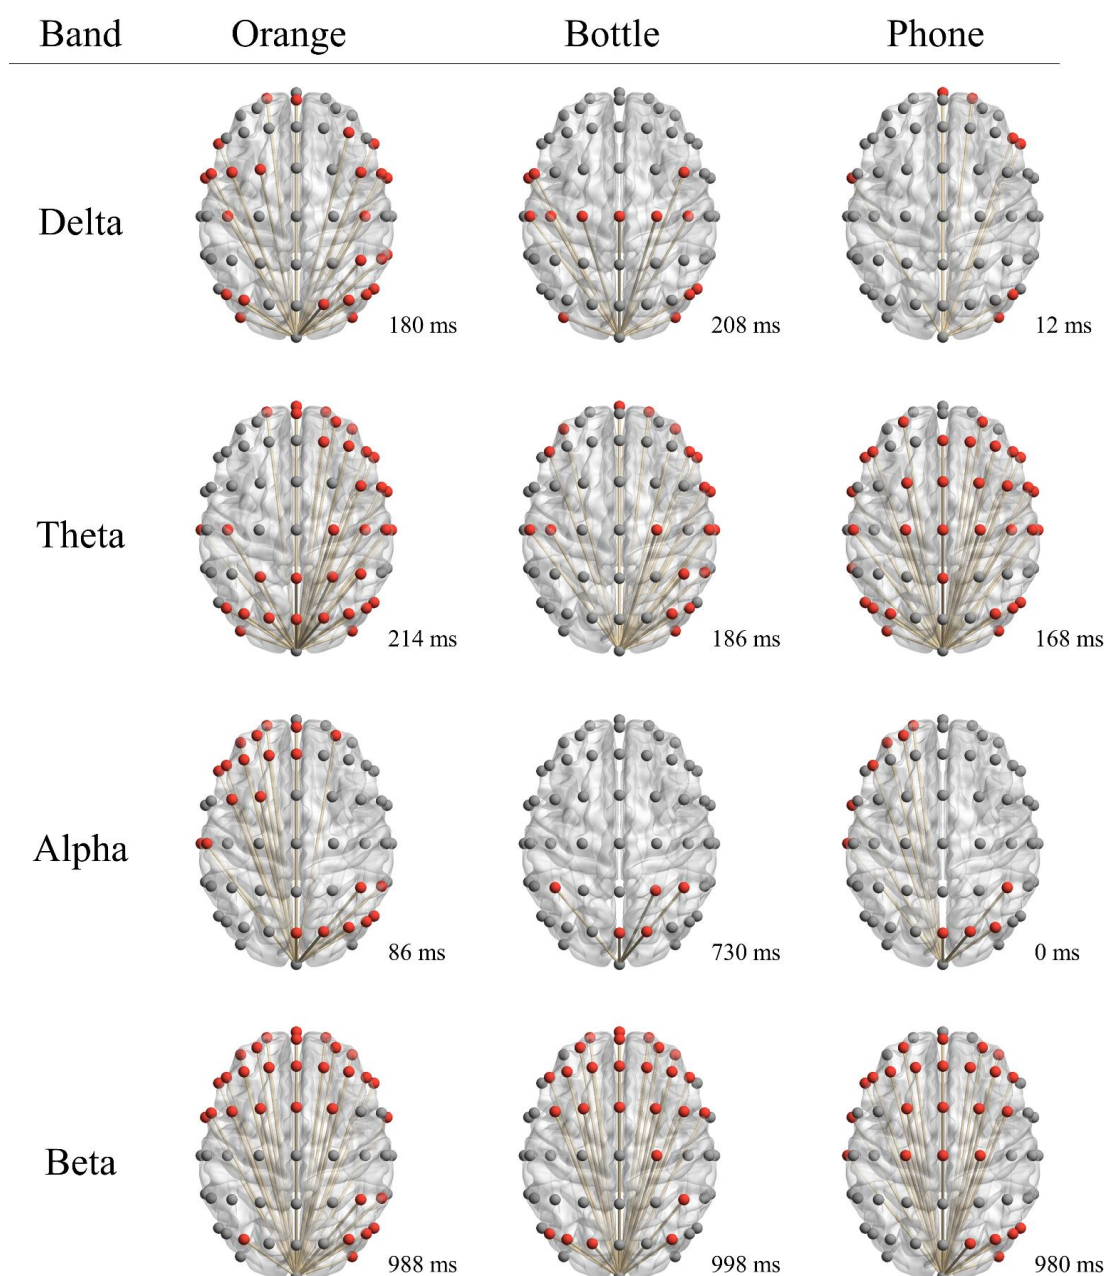 Band Orange Bottle Phone
Delta 180 ms 208 ms 12 ms
Theta 214 ms 186 ms 168 ms
Alpha 86 ms 730 ms 0 ms
Beta 988 ms 998 ms 980 ms